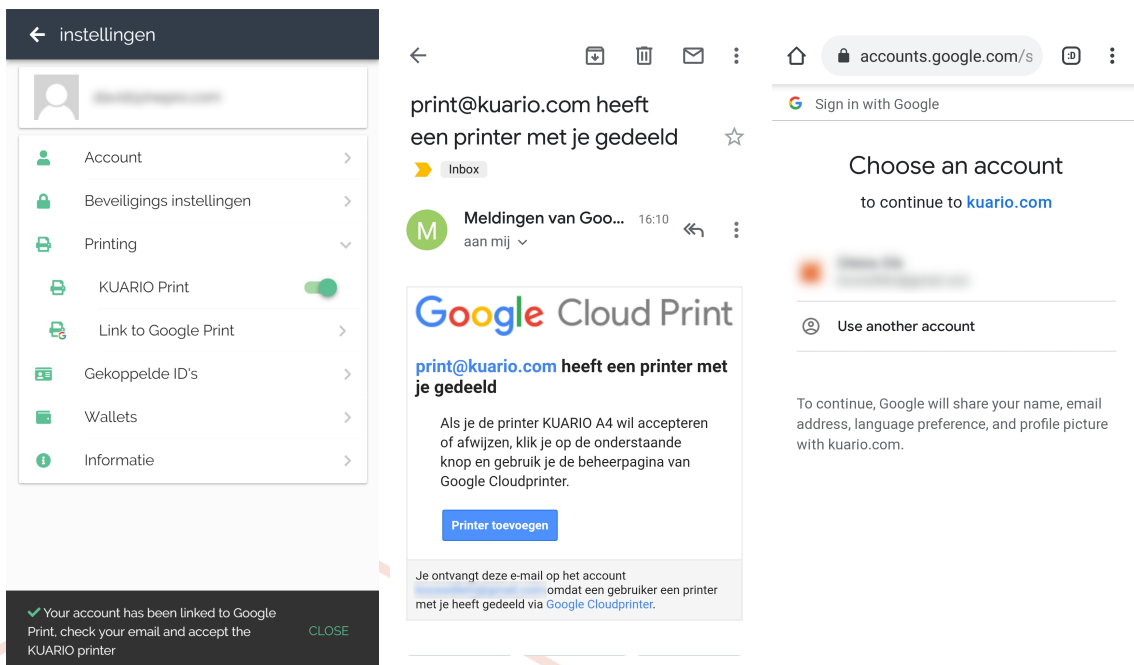 instellingen
Account
Beveiligings instellingen
Printing
KUARIO Print
Link to Google Print
Gekoppelde ID's
Wallets
Informatie
Your account has been linked to Google
Print, check your email and accept the
KUARIO printer
CLOSE
print@kuario.com heeft
een printer met je gedeeld
Inbox
M
Meldingen van Goo... 16:10
aan mij
Google Cloud Print
print@kuario.com heeft een printer met
je gedeeld
Als je de printer KUARIO A4 wil accepteren
of afwijzen, klik je op de onderstaande
knop en gebruik je de beheerpagina van
Google Cloudprinter.
Printer toevoegen
Je ontvangt deze e-mail op het account
omdat een gebruiker een printer
met je heeft gedeeld via Google Cloudprinter.
accounts.google.com/s
:D
Sign in with Google
Choose an account
to continue to kuario.com
Use another account
To continue, Google will share your name, email
address, language preference, and profile picture
with kuario.com.